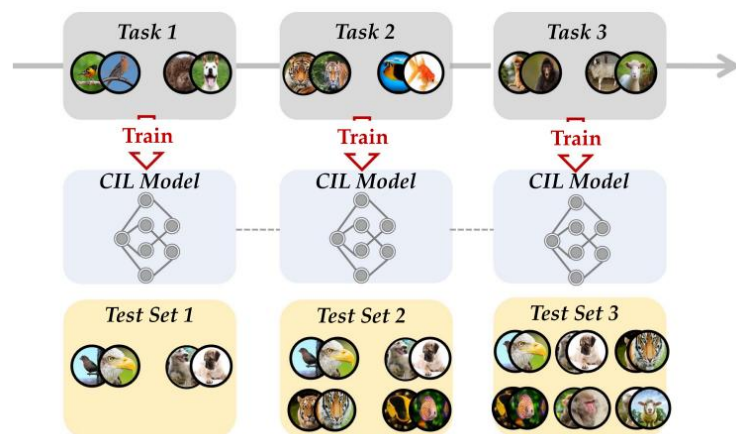 Task 1
Task 2
Task 3
Train
Train
Train
CIL Model
CIL Model
CIL Model
Test Set 1
Test Set 2
Test Set 3